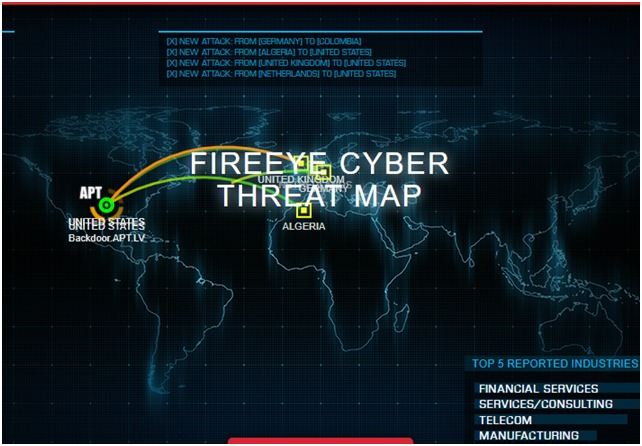 [X] NEW ATTACK: FROM [GERMANY] TO [COLOMBIA]
[X] NEW ATTACK: FROM [ALGERIA] TO [UNITED STATES]
[X] NEW ATTACK: FROM [UNITED KINGDOM] TO [UNITED STATES]
[X] NEW ATTACK: FROM [NETHERLANDS] TO [UNITED STATES]
FIREEYE CYBER
THREAT MAP
UNITED KINGDOM
GERMANY
APT
UNITED STATES
UNITED STATES
Backdoor.APT.LV
ALGERIA
TOP 5 REPORTED INDUSTRIES
FINANCIAL SERVICES
SERVICES/CONSULTING
TELECOM
MANUFACTURING